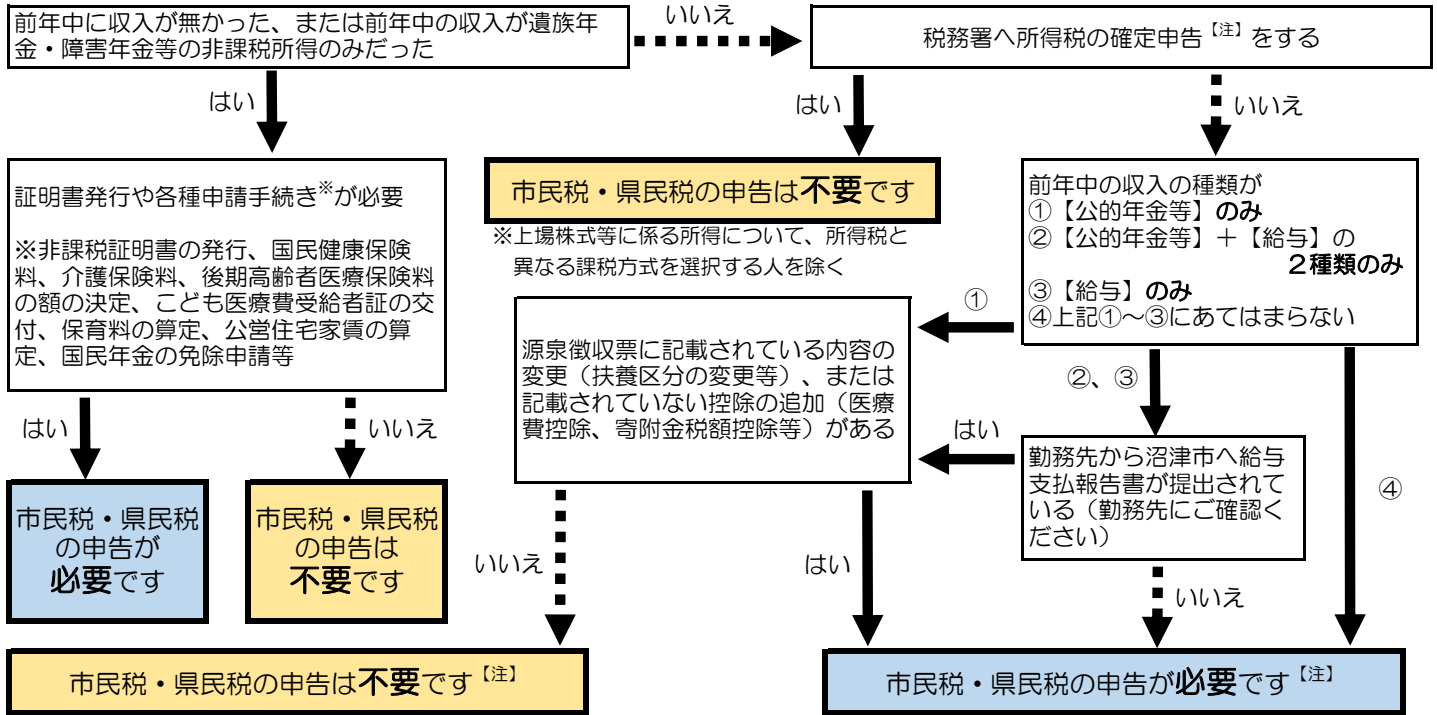 前年中に収入が無かった、または前年中の収入が遺族年
金・障害年金等の非課税所得のみだった
いいえ
税務署へ所得税の確定申告【注】をする
はい
はい
いいえ
証明書発行や各種申請手続き※が必要
※非課税証明書の発行、国民健康保険
料、介護保険料、後期高齢者医療保険料
の額の決定、こども医療費受給者証の交
付、保育料の算定、公営住宅家賃の算
定、国民年金の免除申請等
市民税・県民税の申告は不要です
※上場株式等に係る所得について、所得税と
異なる課税方式を選択する人を除く
前年中の収入の種類が
①【公的年金等】のみ
②【公的年金等】＋【給与】の
２種類のみ
③【給与】のみ
④上記①～③にあてはまらない
①
②、③
④
源泉徴収票に記載されている内容の
変更（扶養区分の変更等）、または
記載されていない控除の追加（医療
費控除、寄附金税額控除等）がある
はい
勤務先から沼津市へ給与
支払報告書が提出されて
いる（勤務先にご確認く
ださい）
はい
いいえ
市民税・県民税
の申告が
必要です
市民税・県民税
の申告は
不要です
いいえ
はい
いいえ
市民税・県民税の申告は不要です【注】
市民税・県民税の申告が必要です【注】